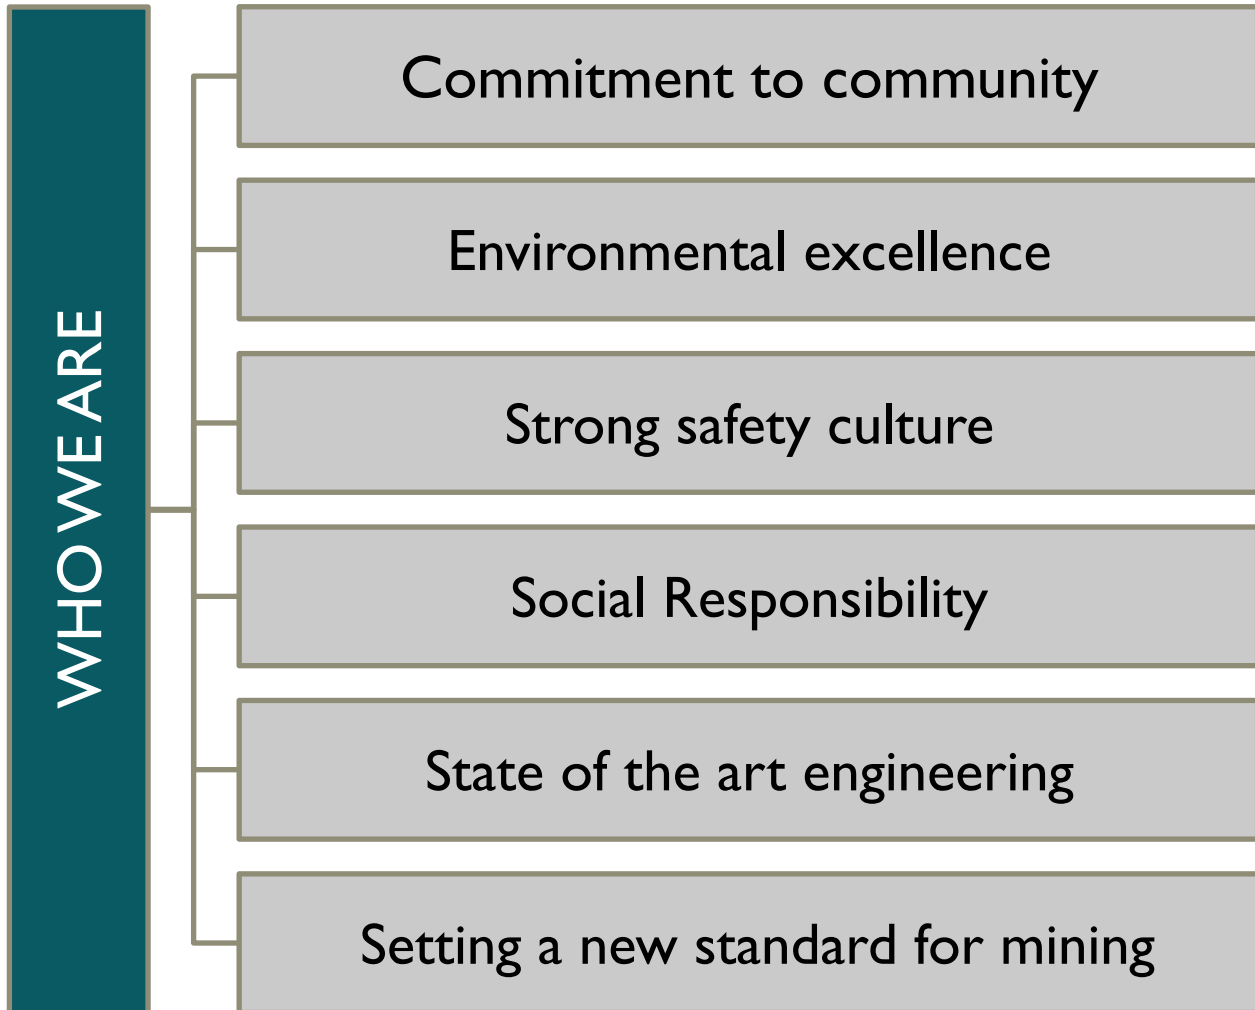 WHO WE ARE
Commitment to community
Environmental excellence
Strong safety culture
Social Responsibility
State of the art engineering
Setting a new standard for mining